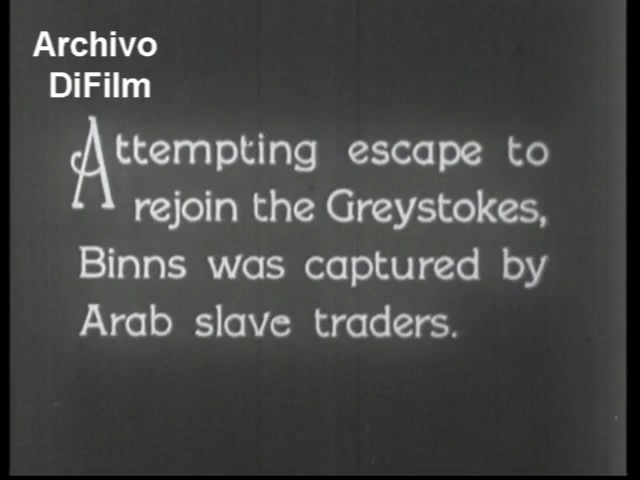 Archivo
DiFilm
Attempting escape to
rejoin the Greystokes,
Binns was captured by
Arab slave traders.